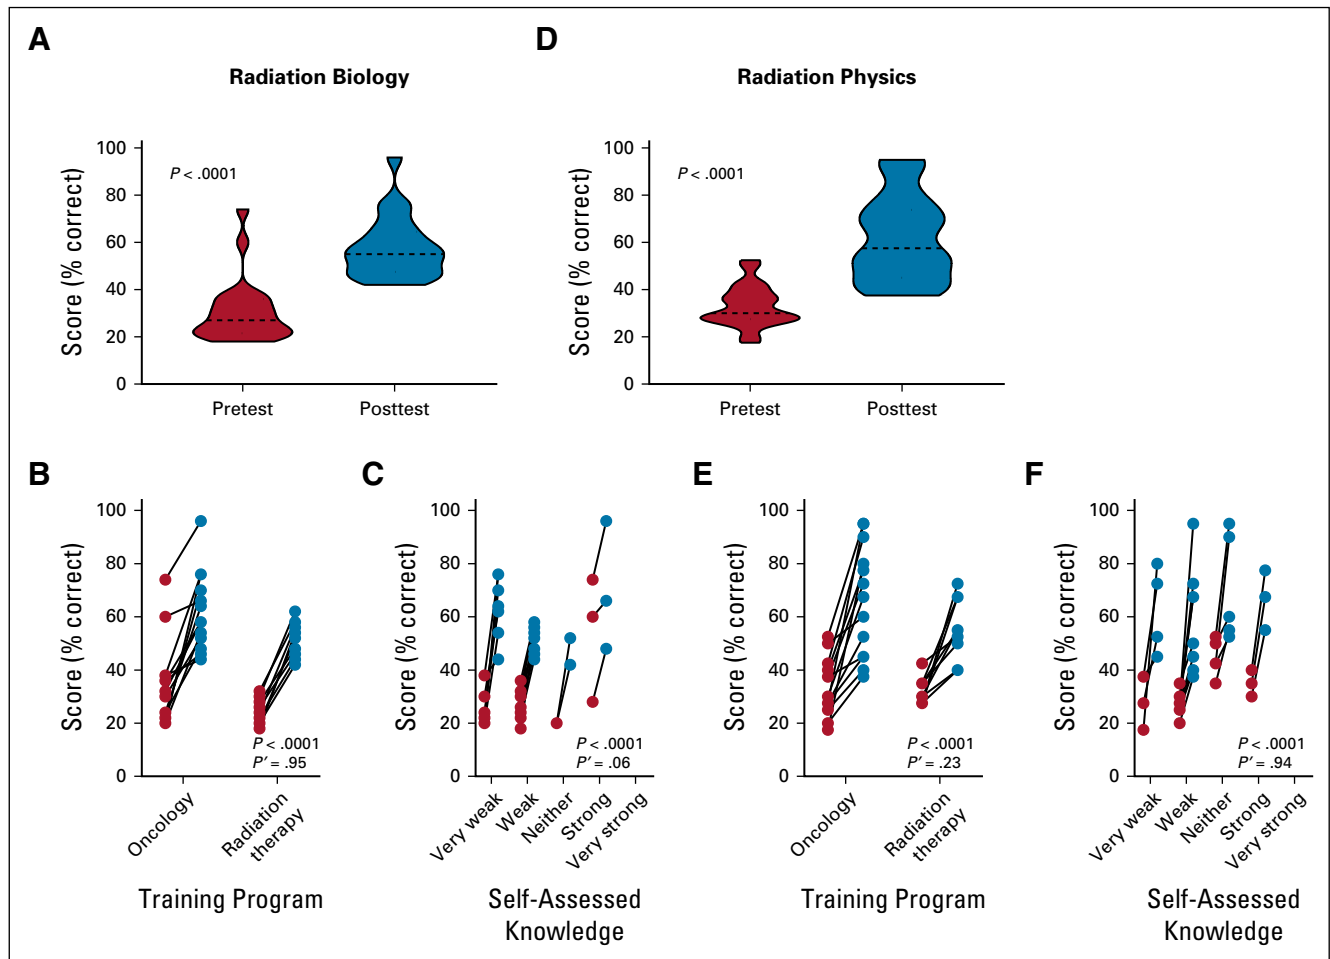 A
Radiation Biology
Score (% correct)
100
80
60
40
20
0
P < .0001
Pretest
Posttest
D
Radiation Physics
Score (% correct)
100
80
60
40
20
0
P < .0001
Pretest
Posttest
B
Score (% correct)
100
80
60
40
20
0
P < .0001
P′ = .95
Oncology
Radiation
therapy
Training Program
C
Score (% correct)
100
80
60
40
20
0
P < .0001
P′ = .06
Very weak
Weak
Neither
Strong
Very strong
Self-Assessed
Knowledge
E
Score (% correct)
100
80
60
40
20
0
P < .0001
P′ = .23
Oncology
Radiation
therapy
Training Program
F
Score (% correct)
100
80
60
40
20
0
P < .0001
P′ = .94
Very weak
Weak
Neither
Strong
Very strong
Self-Assessed
Knowledge